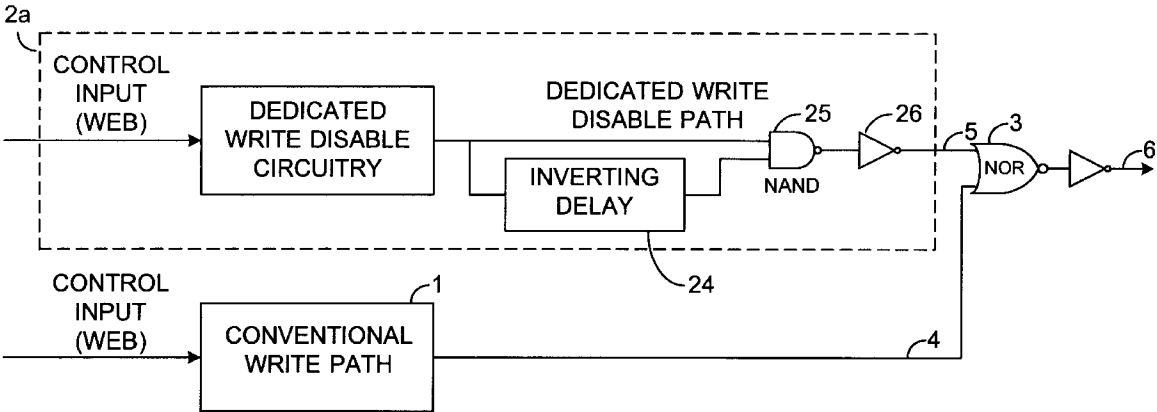 2a
CONTROL
INPUT
(WEB)
DEDICATED
WRITE DISABLE
CIRCUITRY
DEDICATED WRITE
DISABLE PATH
25
26
NAND
INVERTING
DELAY
24
5
3
NOR
6
CONTROL
INPUT
(WEB)
1
CONVENTIONAL
WRITE PATH
4